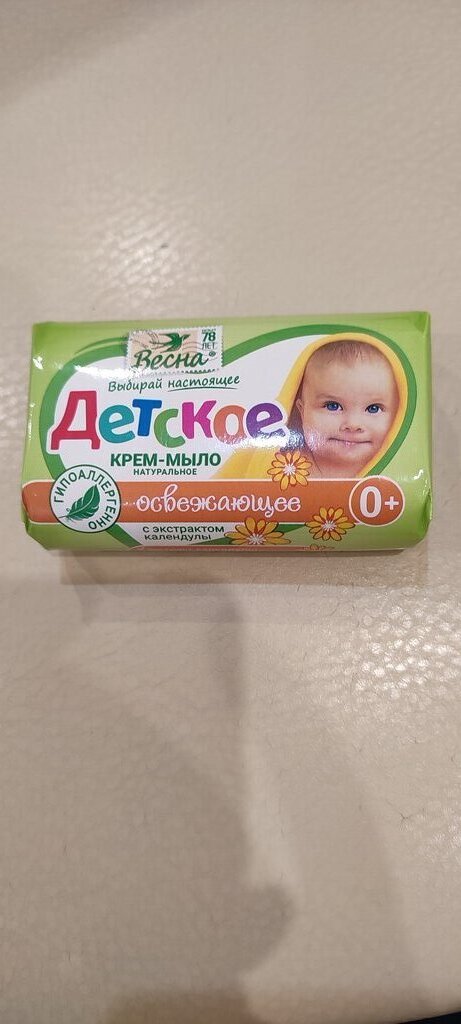 78
ЛЕТ
Весна®
Выбирай настоящее
Детское
КРЕМ-МЫЛО
НАТУРАЛЬНОЕ
ГИПОАЛЛЕРГЕННО
освежающее
0+
с экстрактом
календулы